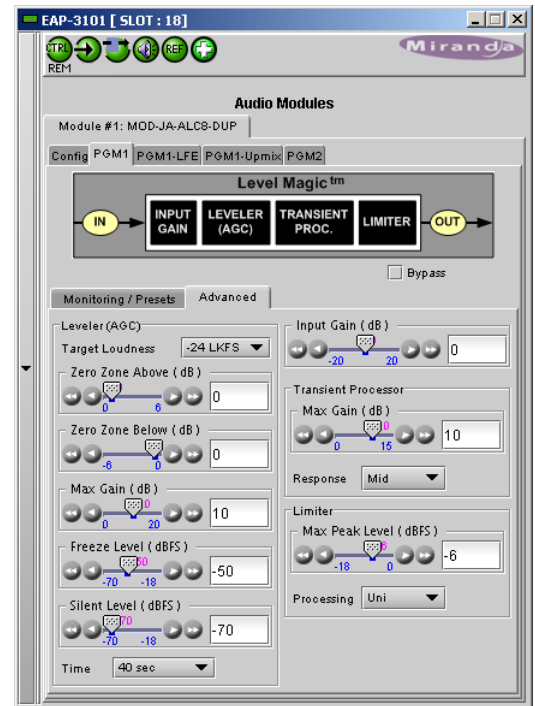 EAP-3101 [ SLOT : 18]
CTRL
REF
REM
Miranda
Audio Modules
Module #1: MOD-JA-ALC8-DUP
Config PGM1 PGM1-LFE PGM1-Upmix PGM2
Level Magic tm
IN
INPUT GAIN
LEVELER (AGC)
TRANSIENT PROC.
LIMITER
OUT
Bypass
Monitoring / Presets Advanced
Leveler(AGC)
Target Loudness -24 LKFS
Zero Zone Above ( dB )
0 6
0
Zero Zone Below ( dB )
-6 0
0
Max Gain ( dB )
0 20
10
Freeze Level ( dBFS )
-70 -18
-50
Silent Level ( dBFS )
-70 -18
-70
Time 40 sec
Input Gain ( dB )
-20 20
0
Transient Processor
Max Gain ( dB )
0 15
10
Response Mid
Limiter
Max Peak Level ( dBFS )
-18 0
-6
Processing Uni